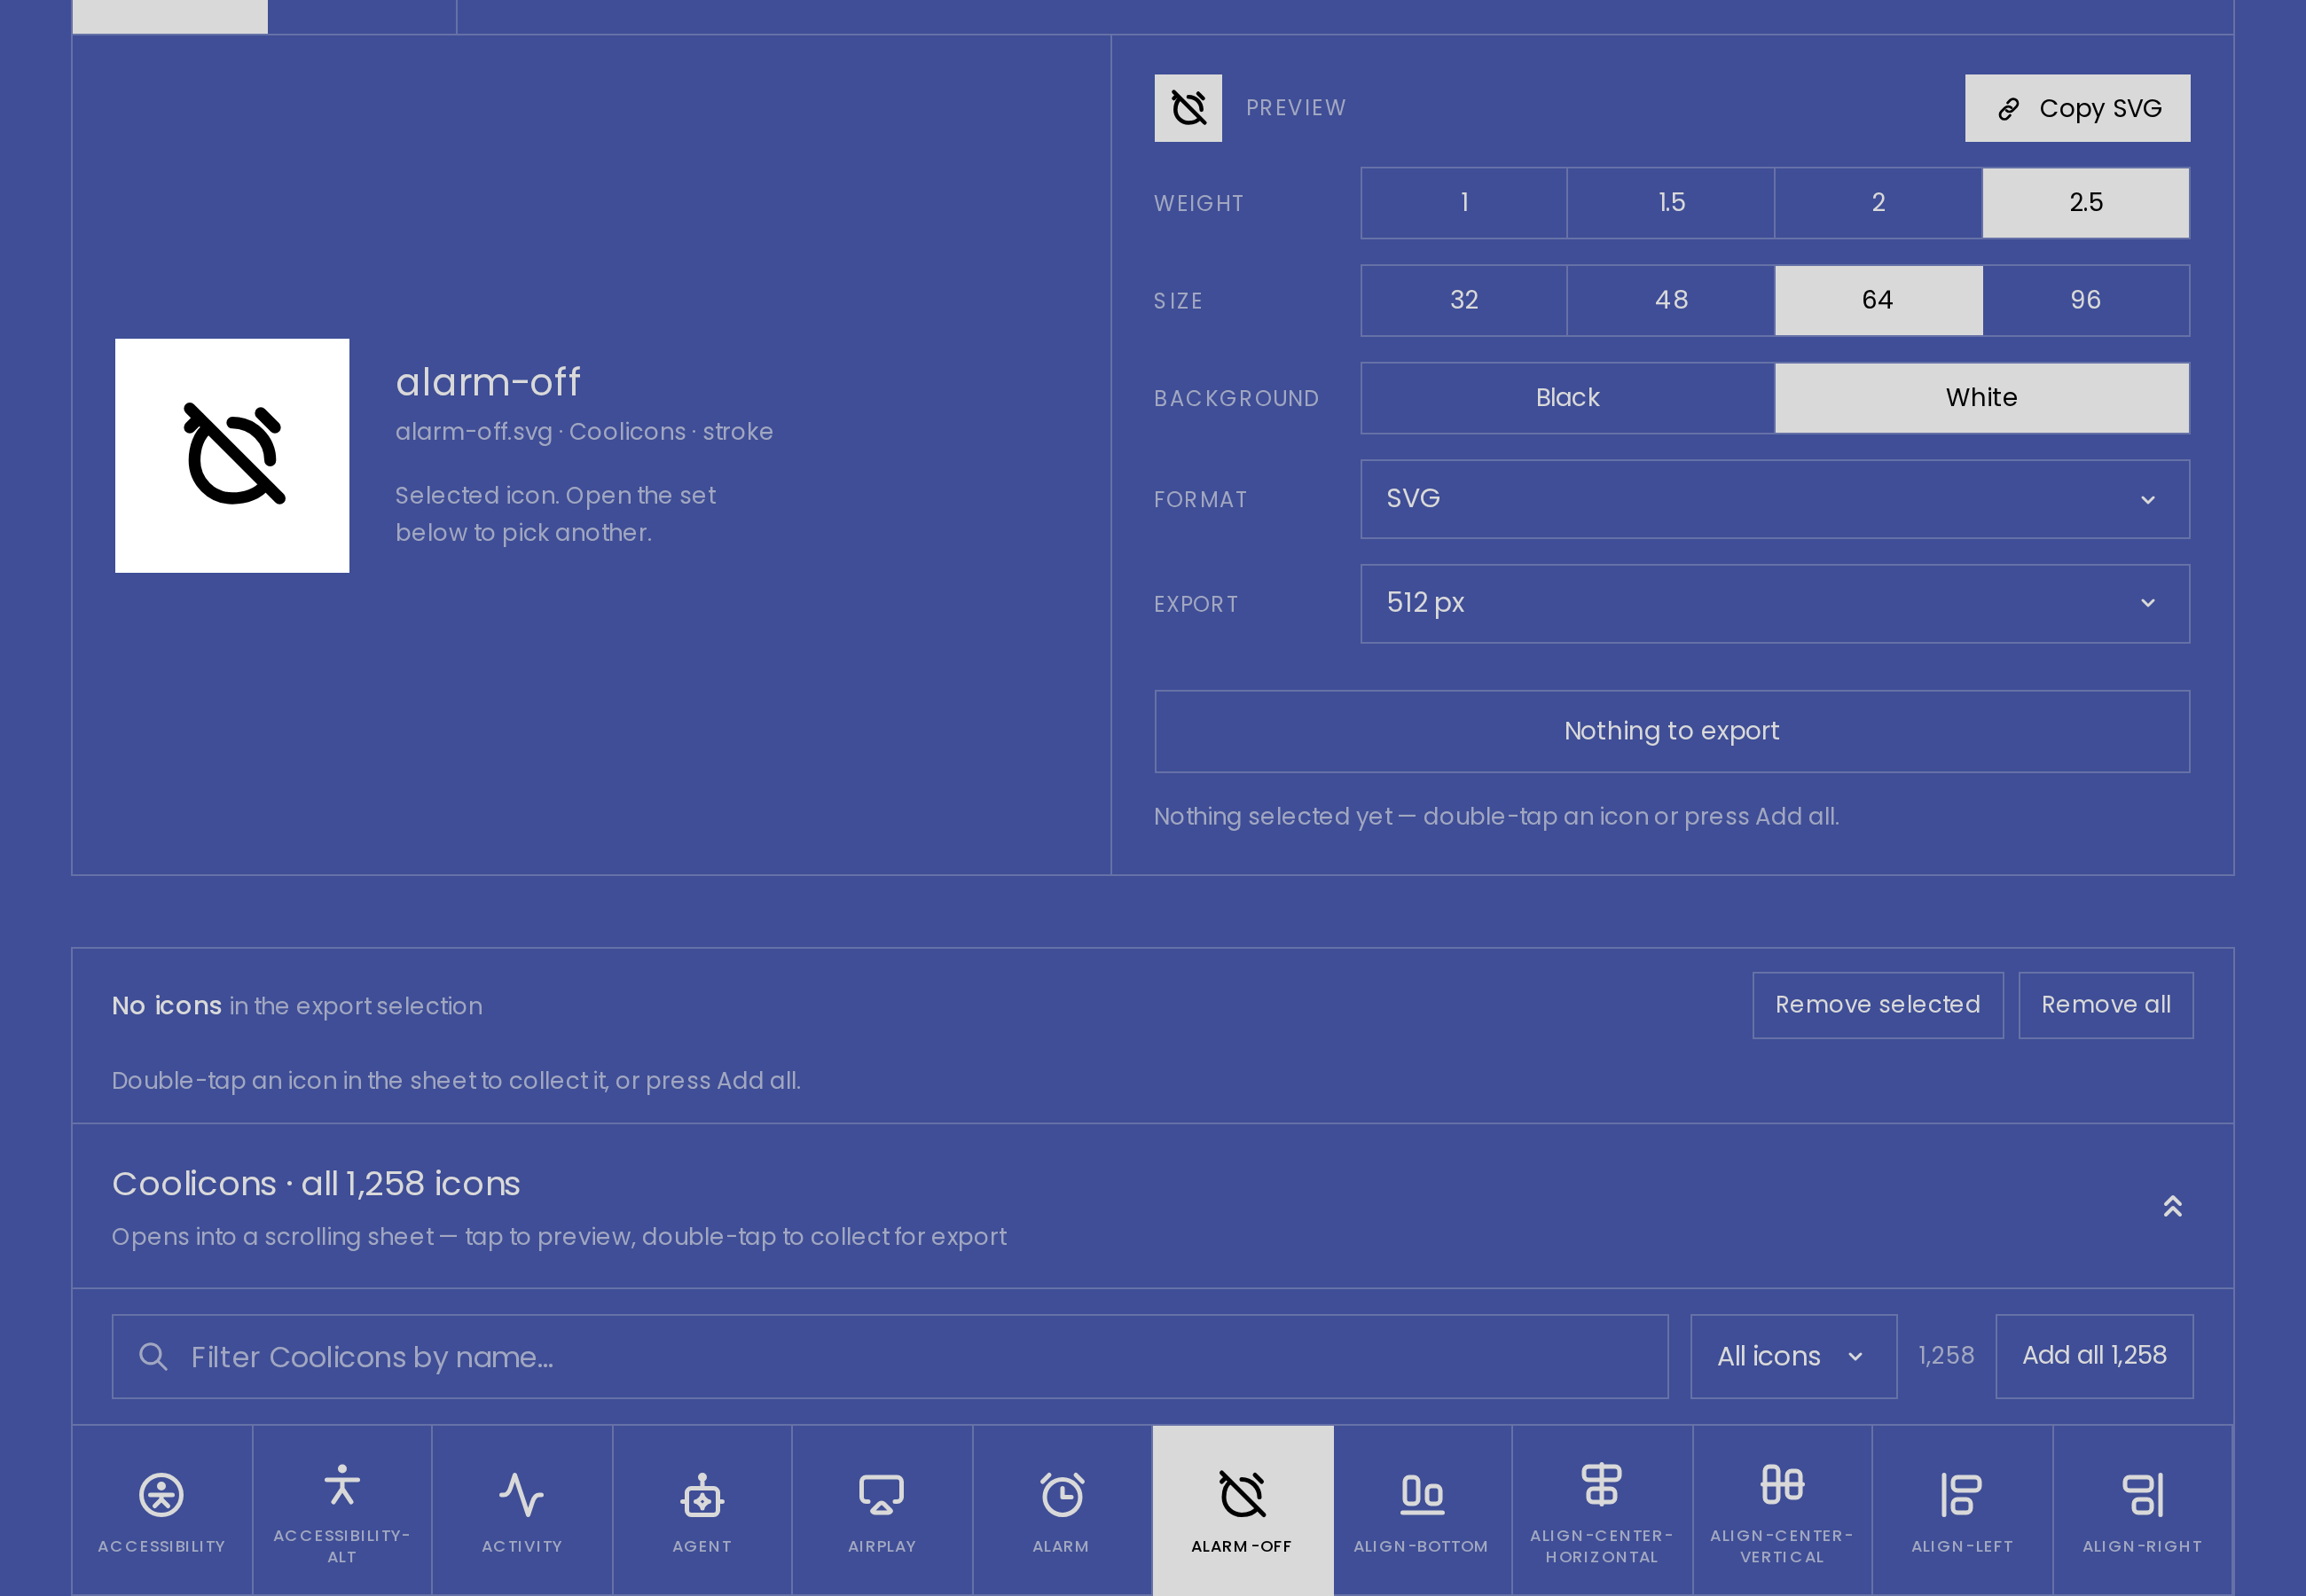 PREVIEW
Copy SVG
WEIGHT
1
1.5
2
2.5
SIZE
32
48
64
96
BACKGROUND
Black
White
FORMAT
SVG
EXPORT
512 px
Nothing to export
Nothing selected yet — double-tap an icon or press Add all.
alarm-off
alarm-off.svg · Coolicons · stroke
Selected icon. Open the set
below to pick another.
No icons in the export selection
Remove selected
Remove all
Double-tap an icon in the sheet to collect it, or press Add all.
Coolicons · all 1,258 icons
Opens into a scrolling sheet — tap to preview, double-tap to collect for export
Filter Coolicons by name...
All icons
1,258
Add all 1,258
ACCESSIBILITY
ACCESSIBILITY-
ALT
ACTIVITY
AGENT
AIRPLAY
ALARM
ALARM-OFF
ALIGN-BOTTOM
ALIGN-CENTER-
HORIZONTAL
ALIGN-CENTER-
VERTICAL
ALIGN-LEFT
ALIGN-RIGHT